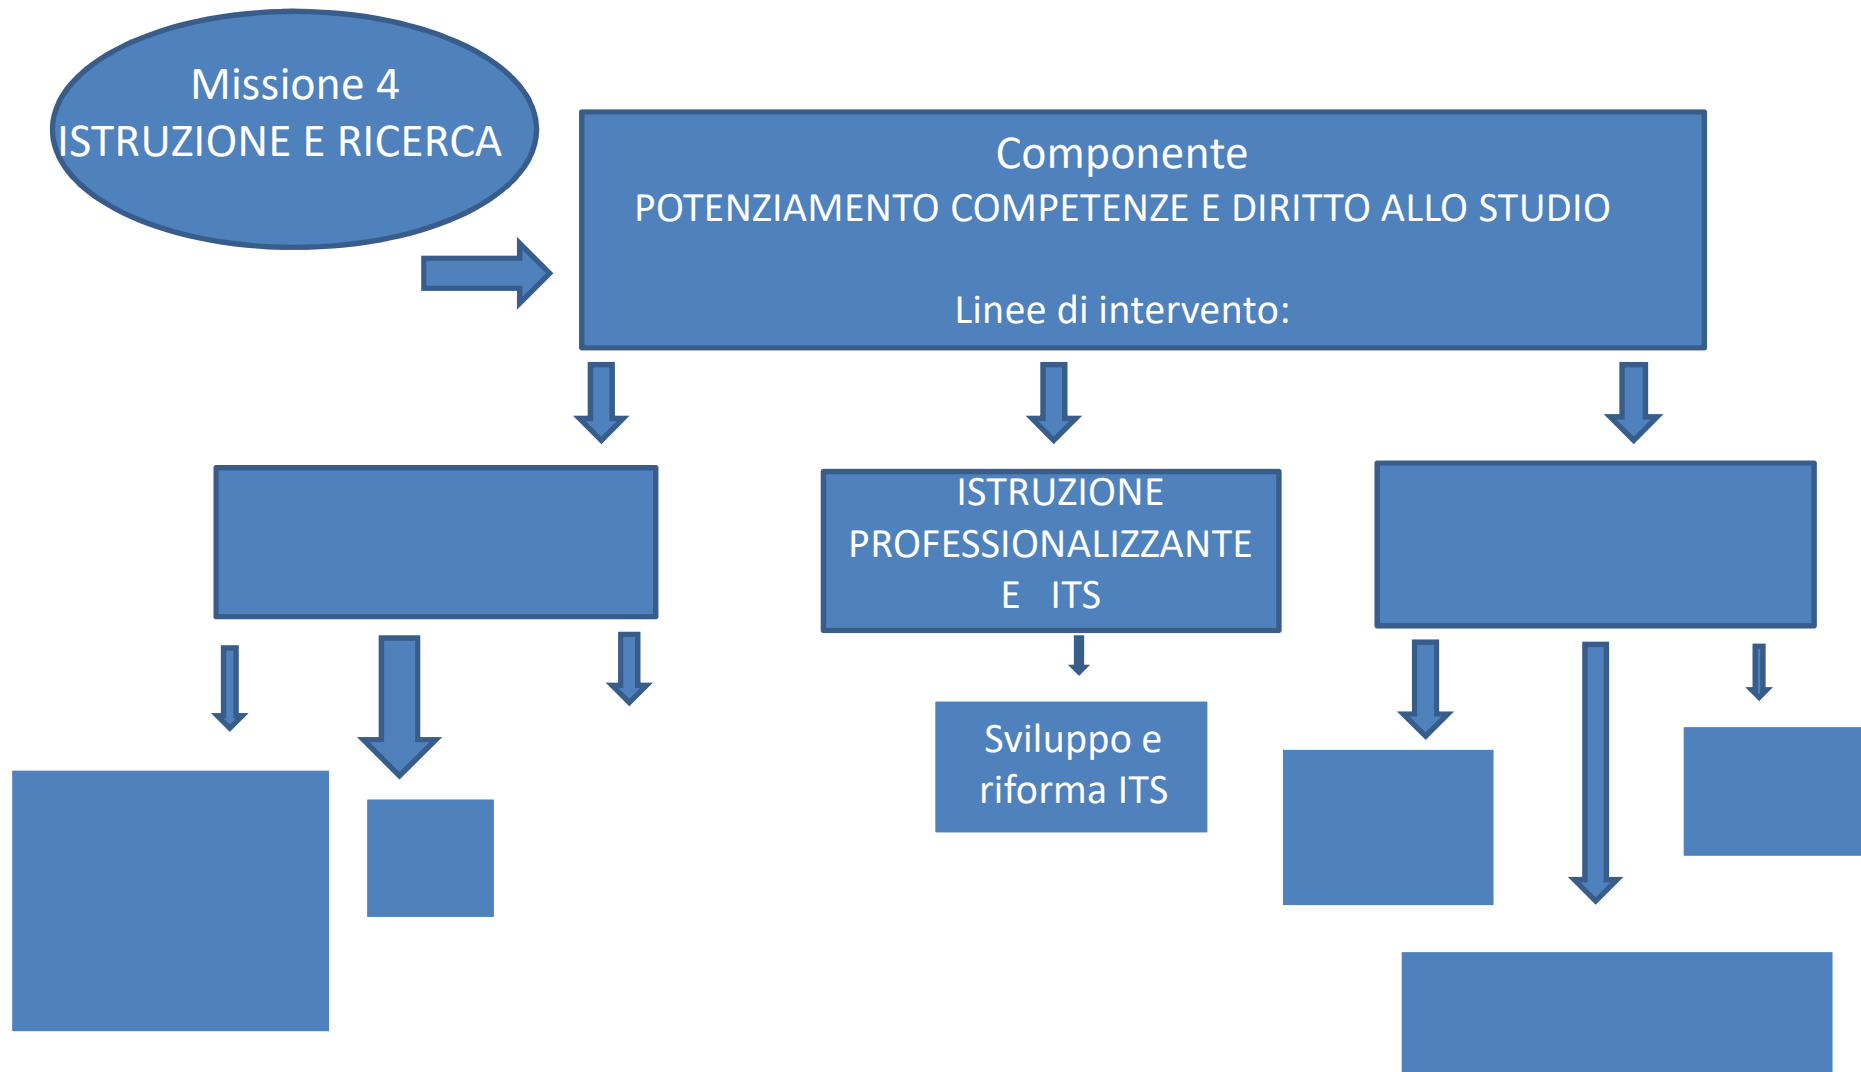 Missione 4
ISTRUZIONE E RICERCA
Componente
POTENZIAMENTO COMPETENZE E DIRITTO ALLO STUDIO
Linee di intervento:
ISTRUZIONE
PROFESSIONALIZZANTE
E ITS
Sviluppo e
riforma ITS